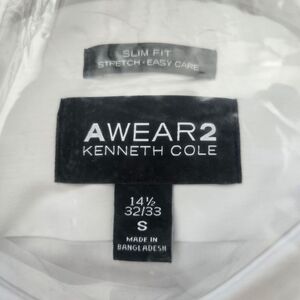 SLIM FIT
STRETCH • EASY CARE
AWEAR2
KENNETH COLE
14½
32/33
S
MADE IN
BANGLADESH